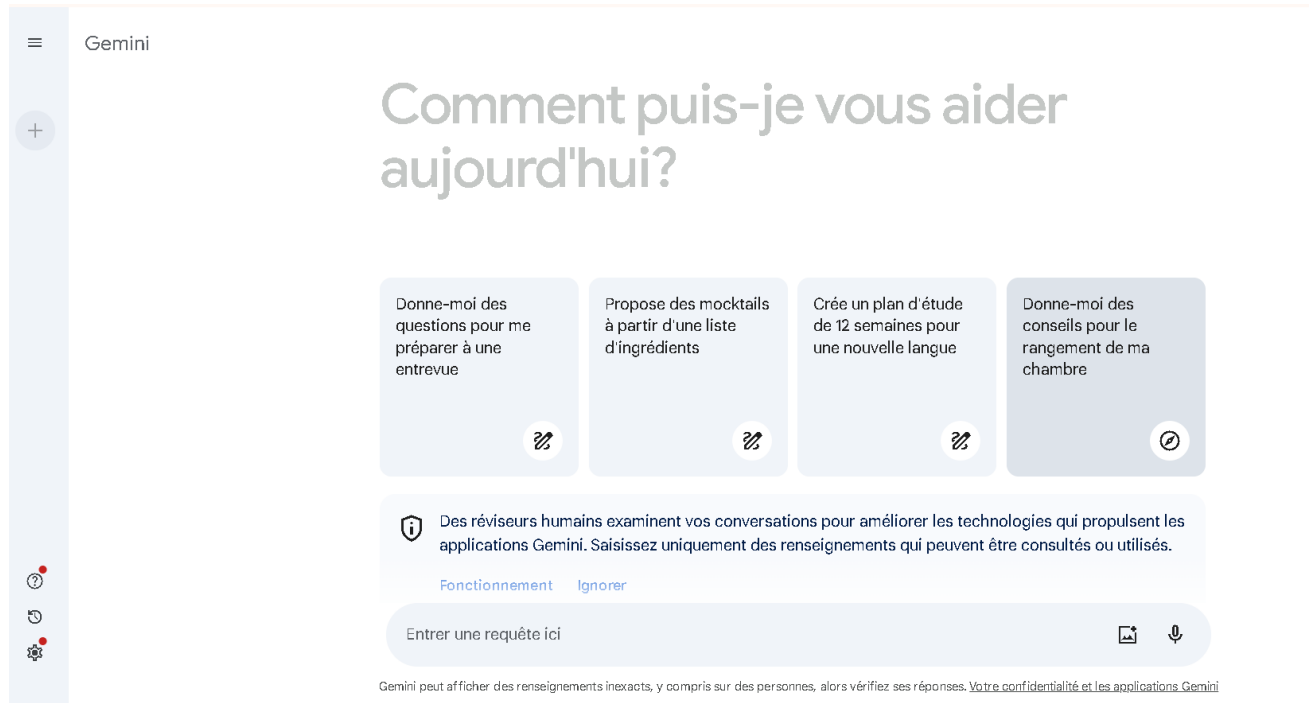 Gemini
Comment puis-je vous aider
aujourd'hui?
Donne-moi des
questions pour me
préparer à une
entrevue
Propose des mocktails
à partir d'une liste
d'ingrédients
Crée un plan d'étude
de 12 semaines pour
une nouvelle langue
Donne-moi des
conseils pour le
rangement de ma
chambre
Des réviseurs humains examinent vos conversations pour améliorer les technologies qui propulsent les
applications Gemini. Saisissez uniquement des renseignements qui peuvent être consultés ou utilisés.
Fonctionnement Ignorer
Entrer une requête ici
Gemini peut afficher des renseignements inexacts, y compris sur des personnes, alors vérifiez ses réponses. Votre confidentialité et les applications Gemini